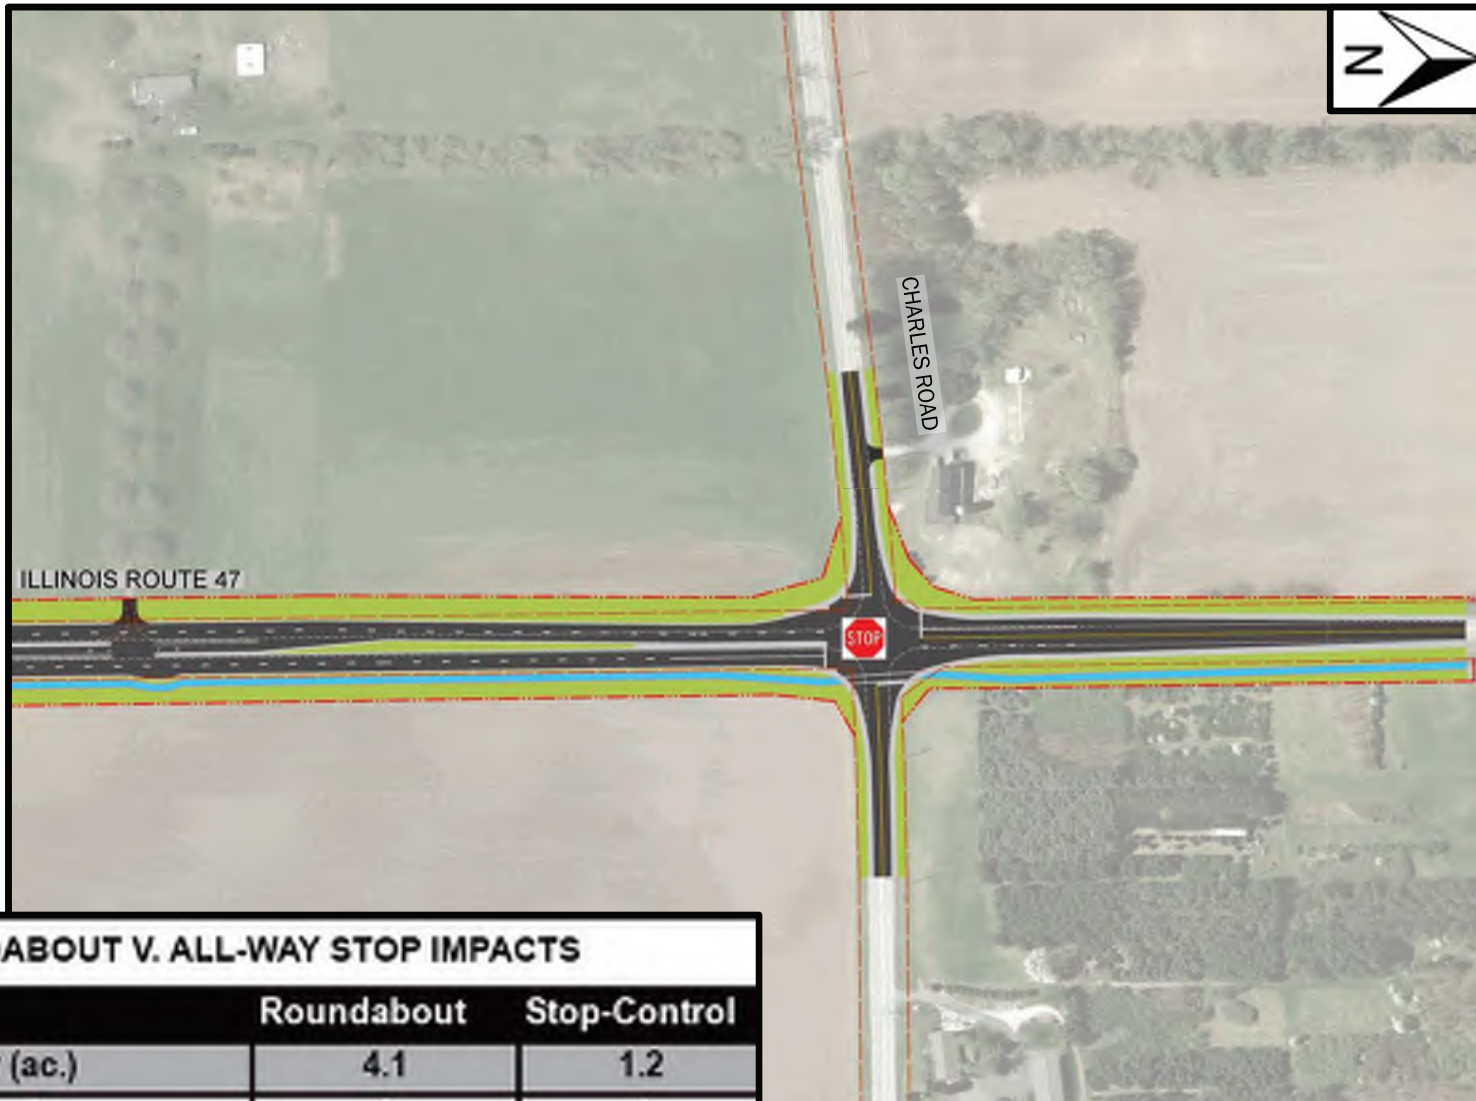 N
CHARLES ROAD
ILLINOIS ROUTE 47
STOP
ABOUT V. ALL-WAY STOP IMPACTS
Roundabout Stop-Control
(ac.) 4.1 1.2